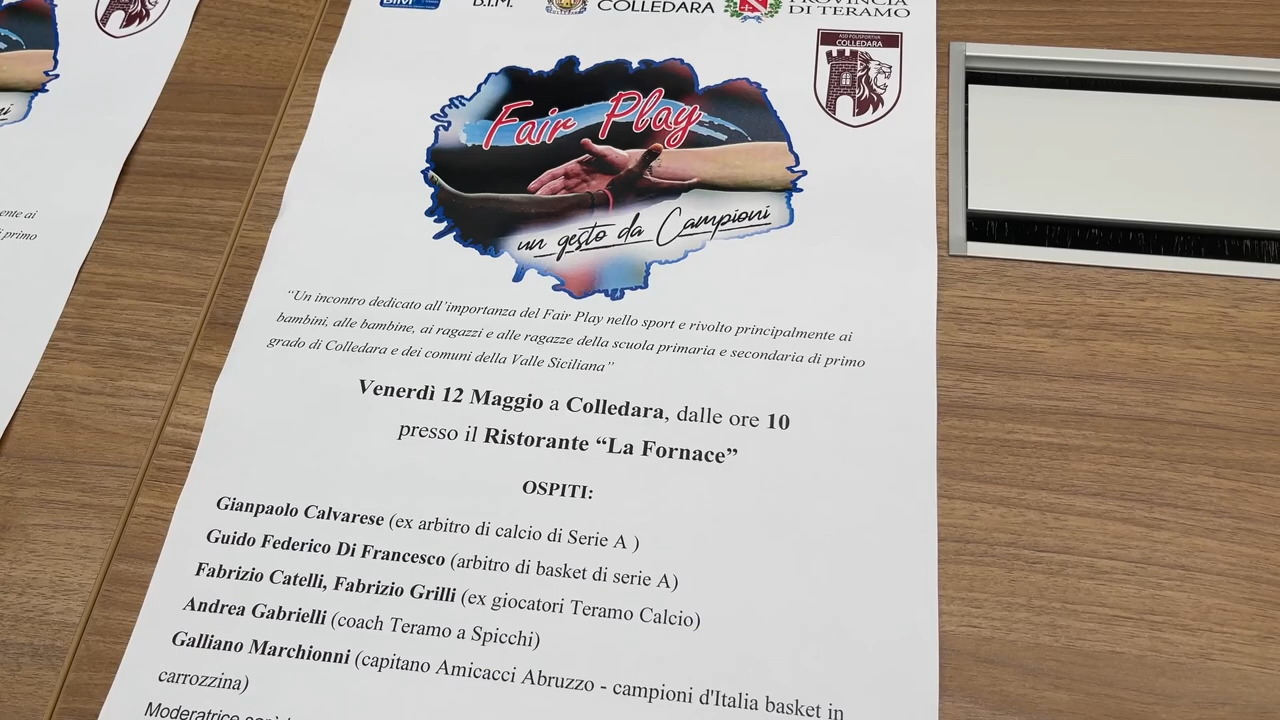 B.I.M.
COLLEDARA
PROVINCIA
DI TERAMO
ASD POLISPORTIVA
COLLEDARA
Fair Play
un gesto da Campioni
“Un incontro dedicato all’importanza del Fair Play nello sport e rivolto principalmente ai
bambini, alle bambine, ai ragazzi e alle ragazze della scuola primaria e secondaria di primo
grado di Colledara e dei comuni della Valle Siciliana”
Venerdì 12 Maggio a Colledara, dalle ore 10
presso il Ristorante “La Fornace”
OSPITI:
Gianpaolo Calvarese (ex arbitro di calcio di Serie A )
Guido Federico Di Francesco (arbitro di basket di serie A)
Fabrizio Catelli, Fabrizio Grilli (ex giocatori Teramo Calcio)
Andrea Gabrielli (coach Teramo a Spicchi)
Galliano Marchionni (capitano Amicacci Abruzzo - campioni d'Italia basket in
carrozzina)
Moderatrice
ai
primo